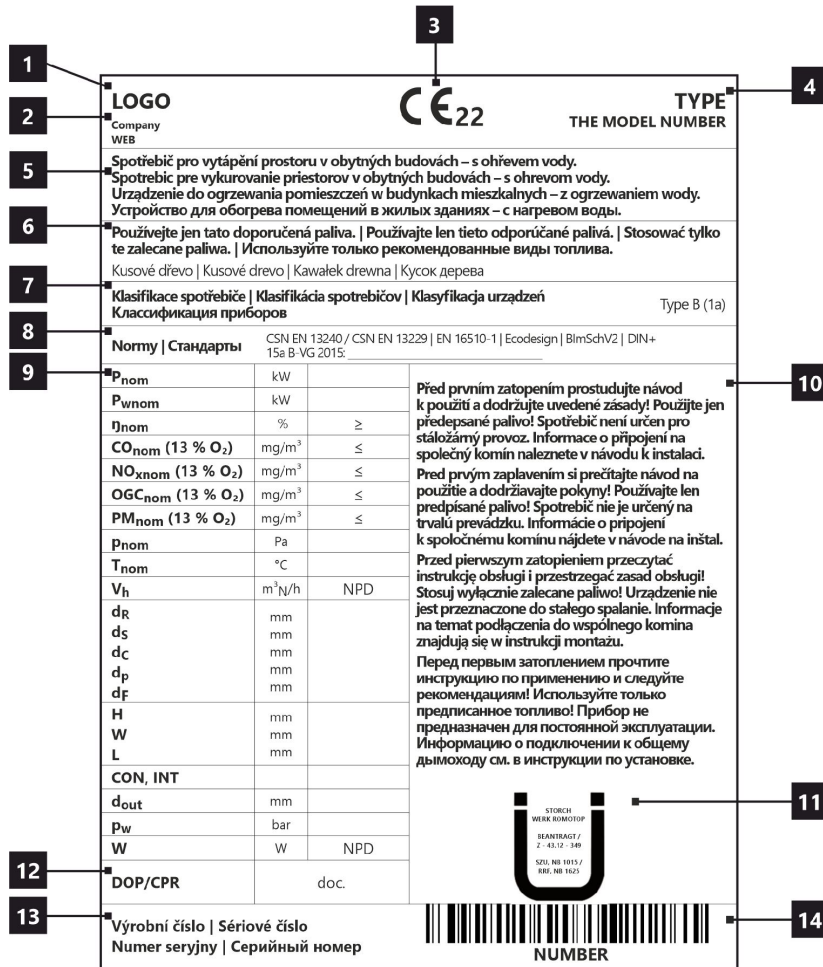 3
1
4
LOGO
Company
WEB
2
CE 22
TYPE
THE MODEL NUMBER
5
Spotřebič pro vytápění prostoru v obytných budovách – s ohřevem vody.
Spotrebic pre vykurovanie priestorov v obytných budovách – s ohrevom vody.
Urządzenie do ogrzewania pomieszczeń w budynkach mieszkalnych – z ogrzewaniem wody.
Устройство для обогрева помещений в жилых зданиях – с нагревом воды.
6
Používejte jen tato doporučená paliva. | Používajte len tieto odporúčané palivá. | Stosować tylko
te zalecane paliwa. | Используйте только рекомендованные виды топлива.
Kusové dřevo | Kusové drevo | Kawałek drewna | Кусок дерева
7
Klasifikace spotřebiče | Klasifikácia spotrebičov | Klasyfikacja urządzeń
Классификация приборов
Type B (1a)
8
Normy | Стандарты
CSN EN 13240 / CSN EN 13229 | EN 16510-1 | Ecodesign | BImSchV2 | DIN+
15a B-VG 2015: ___________________________
9
Pnom kW
Pwnom kW
ηnom % ≥
COnom (13 % O₂) mg/m³ ≤
NOxnom (13 % O₂) mg/m³ ≤
OGCnom (13 % O₂) mg/m³ ≤
PMnom (13 % O₂) mg/m³ ≤
pnom Pa
Tnom °C
Vh m³N/h NPD
dR mm
dS mm
dC mm
dp mm
dF mm
H mm
W mm
L mm
CON, INT
dout mm
pw bar
W W NPD
12
DOP/CPR doc.
10
Před prvním zatopením prostudujte návod
k použití a dodržujte uvedené zásady! Použijte jen
předepsané palivo! Spotřebič není určen pro
stáložárný provoz. Informace o připojení na
společný komín naleznete v návodu k instalaci.
Pred prvým zaplavením si prečítajte návod na
použitie a dodržiavajte pokyny! Používajte len
predpísané palivo! Spotrebič nie je určený na
trvalú prevádzku. Informácie o pripojení
k spoločnému komínu nájdete v návode na inštal.
Przed pierwszym zatopieniem przeczytać
instrukcję obsługi i przestrzegać zasad obsługi!
Stosuj wyłącznie zalecane paliwo! Urządzenie nie
jest przeznaczone do stałego spalanie. Informacje
na temat podłączenia do wspólnego komina
znajdują się w instrukcji montażu.
Перед первым затоплением прочтите
инструкцию по применению и следуйте
рекомендациям! Используйте только
предписанное топливо! Прибор не
предназначен для постоянной эксплуатации.
Информацию о подключении к общему
дымоходу см. в инструкции по установке.
11
STORCH
WERK ROMOTOP
BEANTRAGT /
Z - 43.12 - 349
SZU, NB 1015 /
RRF, NB 1625
13
Výrobní číslo | Sériové číslo
Numer seryjny | Серийный номер
14
NUMBER